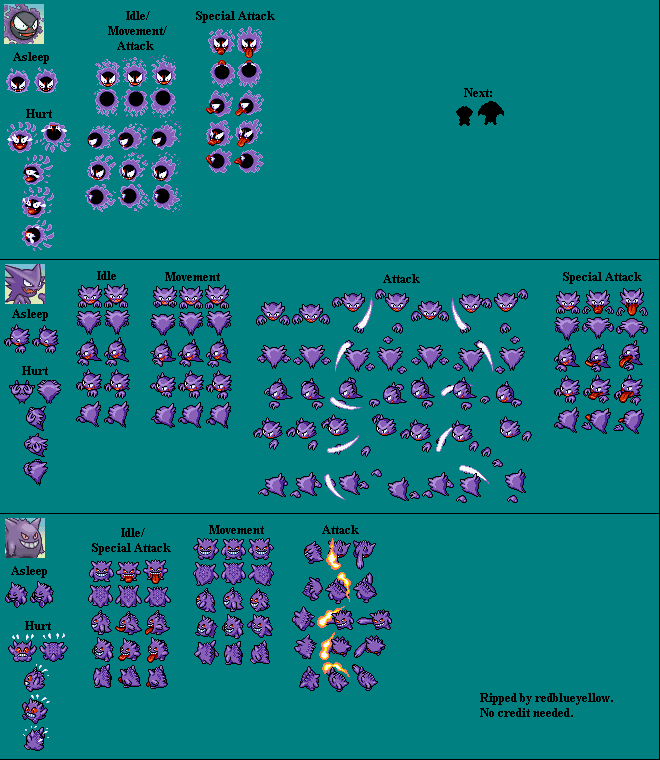 Idle/
Movement/
Attack
Special Attack
Asleep
Hurt
Next:
Idle
Movement
Attack
Special Attack
Asleep
Hurt
Idle/
Special Attack
Movement
Attack
Asleep
Hurt
Ripped by redblueyellow.
No credit needed.